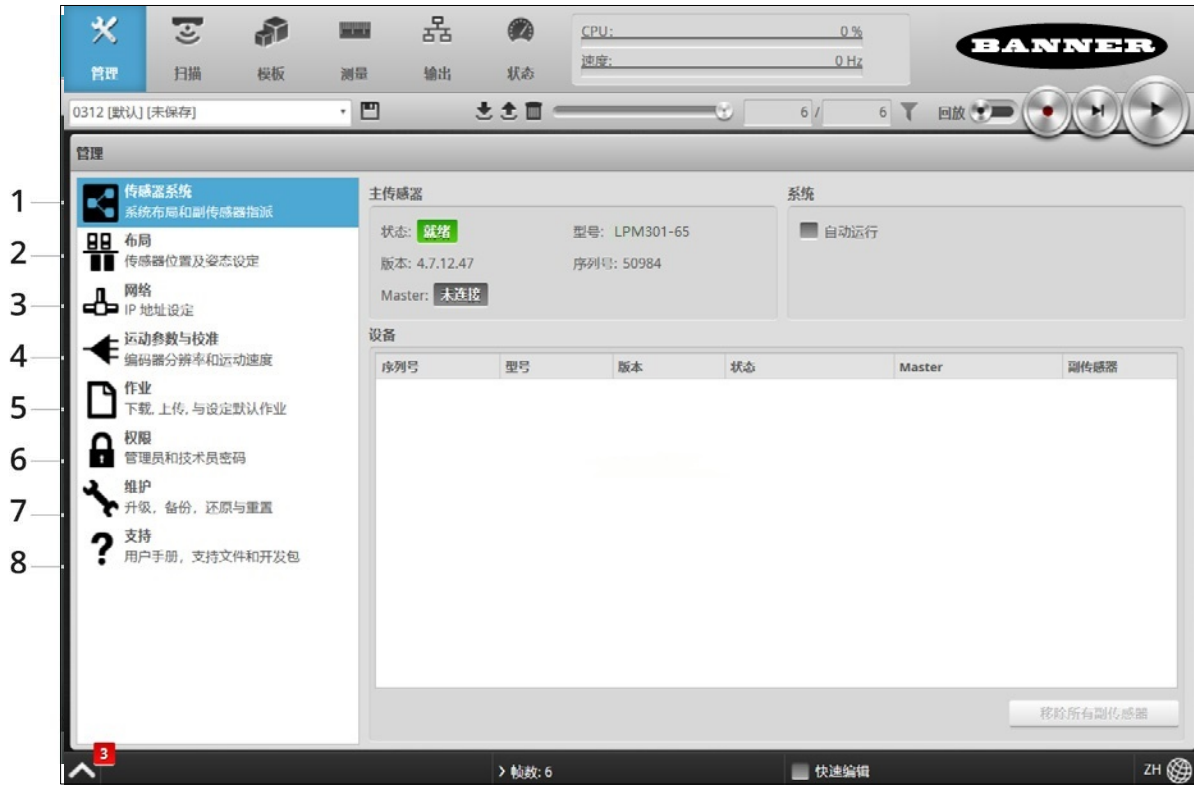 CPU: 0 %
BANNER
速度: 0 Hz
管理 扫描 模板 测量 输出 状态
0312 [默认] [未保存] 6 / 6 回放
管理
1
传感器系统
系统布局和副传感器指派
2
布局
传感器位置及姿态设定
3
网络
IP 地址设定
4
运动参数与校准
编码器分辨率和运动速度
5
作业
下载, 上传, 与设定默认作业
6
权限
管理员和技术员密码
7
维护
升级，备份，还原与重置
8
支持
用户手册，支持文件和开发包
主传感器
状态: 就绪 型号: LPM301-65
版本: 4.7.12.47 序列号: 50984
Master: 未连接
系统
自动运行
设备
序列号 型号 版本 状态 Master 副传感器
移除所有副传感器
3
帧数: 6
快速编辑
ZH